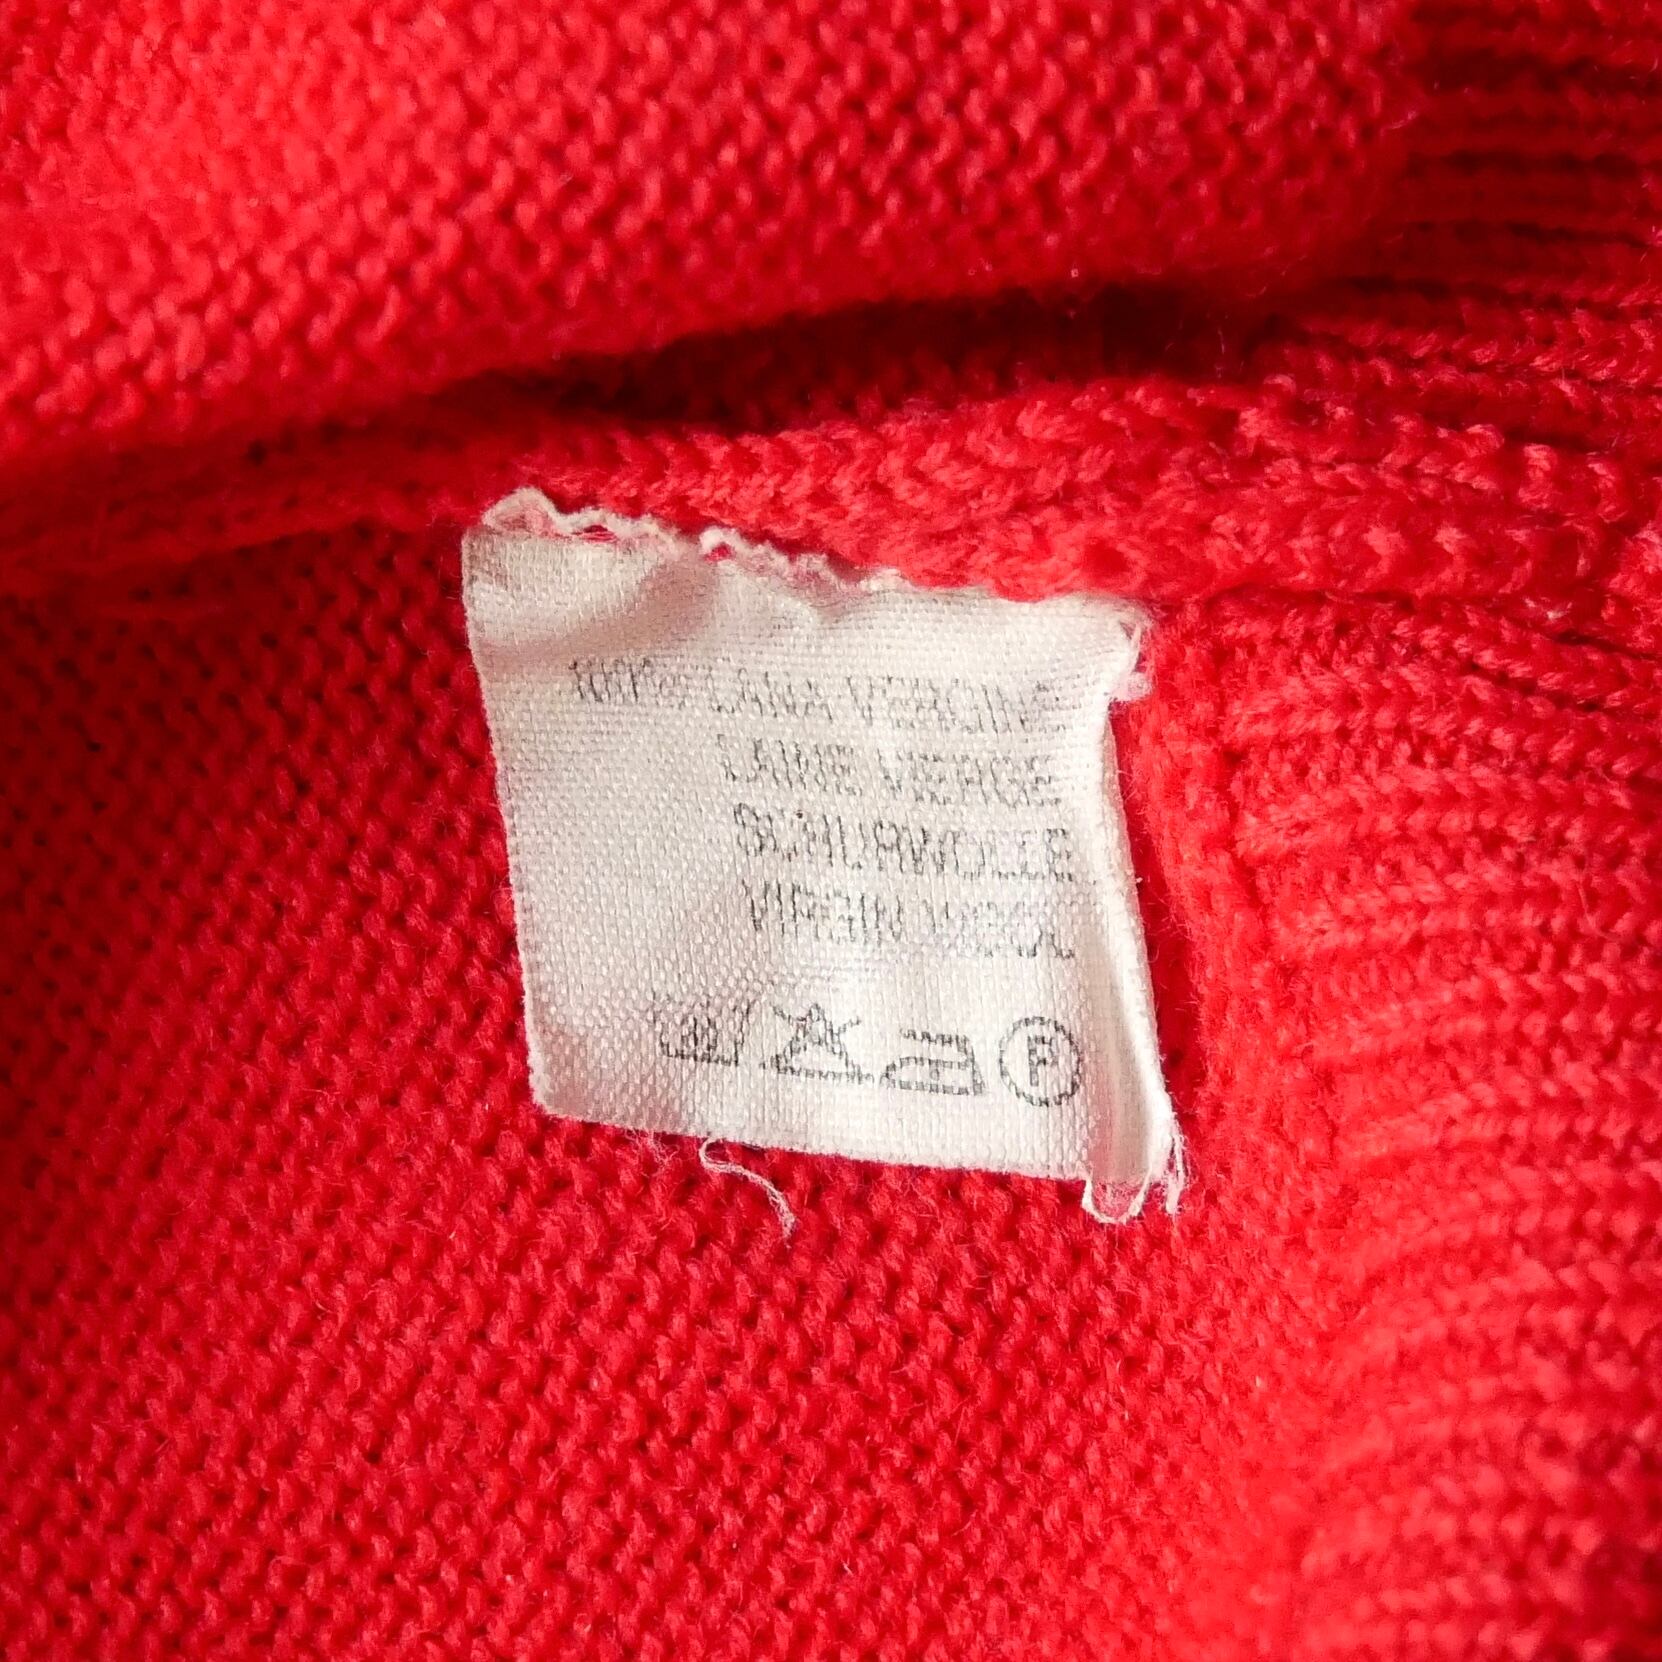 100% LANA VERGINE
LAINE VIERGE
SCHURWOLLE
VIRGIN WOOL
F